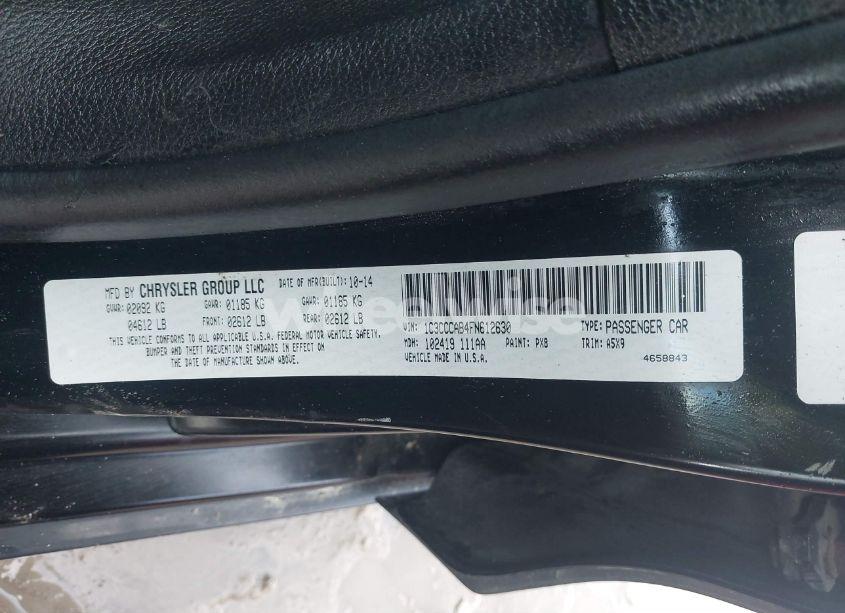 MFD BY CHRYSLER GROUP LLC DATE OF MFR(BUILT): 10-14
GVWR: 02092 KG GAWR: 01185 KG GAWR: 01185 KG
04612 LB FRONT: 02612 LB REAR: 02612 LB
THIS VEHICLE CONFORMS TO ALL APPLICABLE U.S.A. FEDERAL MOTOR VEHICLE SAFETY,
BUMPER AND THEFT PREVENTION STANDARDS IN EFFECT ON
THE DATE OF MANUFACTURE SHOWN ABOVE.
VIN: 1C3CCCAB4FN612630 TYPE: PASSENGER CAR
MDH: 102419 111AA PAINT: PX8 TRIM: A5X9
VEHICLE MADE IN U.S.A. 4658843